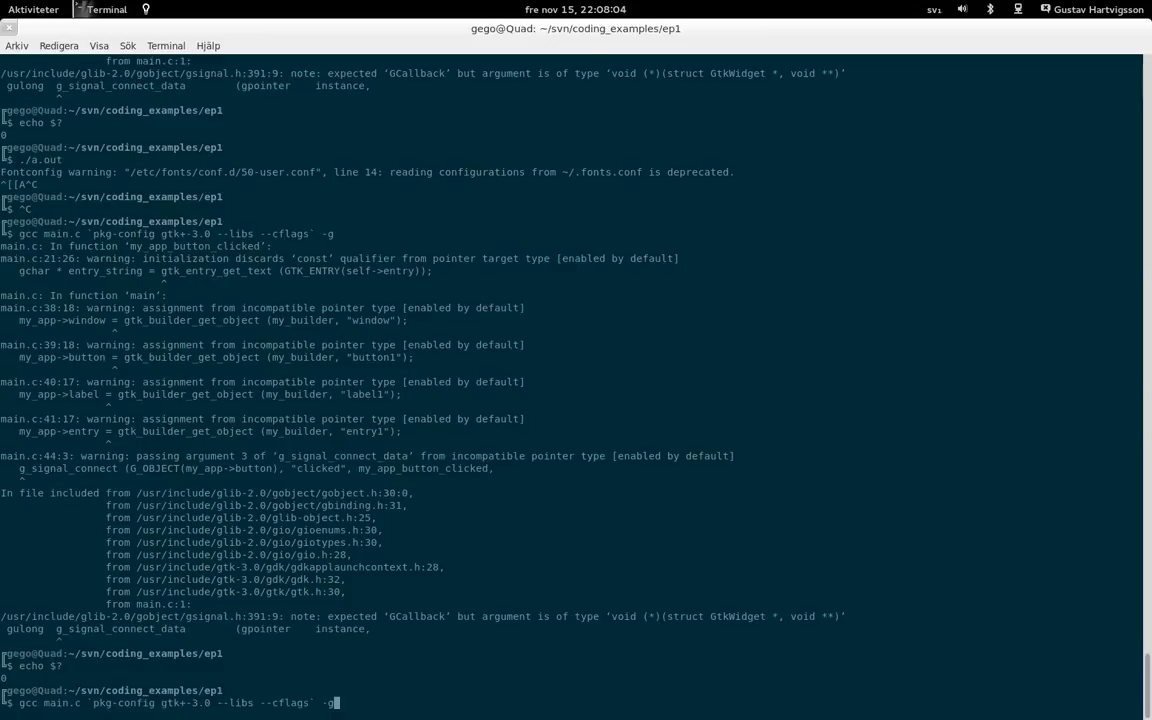 Aktiviteter Terminal fre nov 15, 22:08:04 sv₁ Gustav Hartvigsson
gego@Quad: ~/svn/coding_examples/ep1
Arkiv Redigera Visa Sök Terminal Hjälp
                 from main.c:1:
/usr/include/glib-2.0/gobject/gsignal.h:391:9: note: expected ‘GCallback’ but argument is of type ‘void (*)(struct GtkWidget *, void **)’
 gulong  g_signal_connect_data        (gpointer    instance,
         ^
╔gego@Quad:~/svn/coding_examples/ep1
╚$ echo $?
0
╔gego@Quad:~/svn/coding_examples/ep1
╚$ ./a.out
Fontconfig warning: "/etc/fonts/conf.d/50-user.conf", line 14: reading configurations from ~/.fonts.conf is deprecated.
^[[A^C
╔gego@Quad:~/svn/coding_examples/ep1
╚$ ^C
╔gego@Quad:~/svn/coding_examples/ep1
╚$ gcc main.c `pkg-config gtk+-3.0 --libs --cflags` -g
main.c: In function ‘my_app_button_clicked’:
main.c:21:26: warning: initialization discards ‘const’ qualifier from pointer target type [enabled by default]
   gchar * entry_string = gtk_entry_get_text (GTK_ENTRY(self->entry));
                          ^
main.c: In function ‘main’:
main.c:38:18: warning: assignment from incompatible pointer type [enabled by default]
   my_app->window = gtk_builder_get_object (my_builder, "window");
                  ^
main.c:39:18: warning: assignment from incompatible pointer type [enabled by default]
   my_app->button = gtk_builder_get_object (my_builder, "button1");
                  ^
main.c:40:17: warning: assignment from incompatible pointer type [enabled by default]
   my_app->label = gtk_builder_get_object (my_builder, "label1");
                 ^
main.c:41:17: warning: assignment from incompatible pointer type [enabled by default]
   my_app->entry = gtk_builder_get_object (my_builder, "entry1");
                 ^
main.c:44:3: warning: passing argument 3 of ‘g_signal_connect_data’ from incompatible pointer type [enabled by default]
   g_signal_connect (G_OBJECT(my_app->button), "clicked", my_app_button_clicked,
   ^
In file included from /usr/include/glib-2.0/gobject/gobject.h:30:0,
                 from /usr/include/glib-2.0/gobject/gbinding.h:31,
                 from /usr/include/glib-2.0/glib-object.h:25,
                 from /usr/include/glib-2.0/gio/gioenums.h:30,
                 from /usr/include/glib-2.0/gio/giotypes.h:30,
                 from /usr/include/glib-2.0/gio/gio.h:28,
                 from /usr/include/gtk-3.0/gdk/gdkapplaunchcontext.h:28,
                 from /usr/include/gtk-3.0/gdk/gdk.h:32,
                 from /usr/include/gtk-3.0/gtk/gtk.h:30,
                 from main.c:1:
/usr/include/glib-2.0/gobject/gsignal.h:391:9: note: expected ‘GCallback’ but argument is of type ‘void (*)(struct GtkWidget *, void **)’
 gulong  g_signal_connect_data        (gpointer    instance,
         ^
╔gego@Quad:~/svn/coding_examples/ep1
╚$ echo $?
0
╔gego@Quad:~/svn/coding_examples/ep1
╚$ gcc main.c `pkg-config gtk+-3.0 --libs --cflags` -g